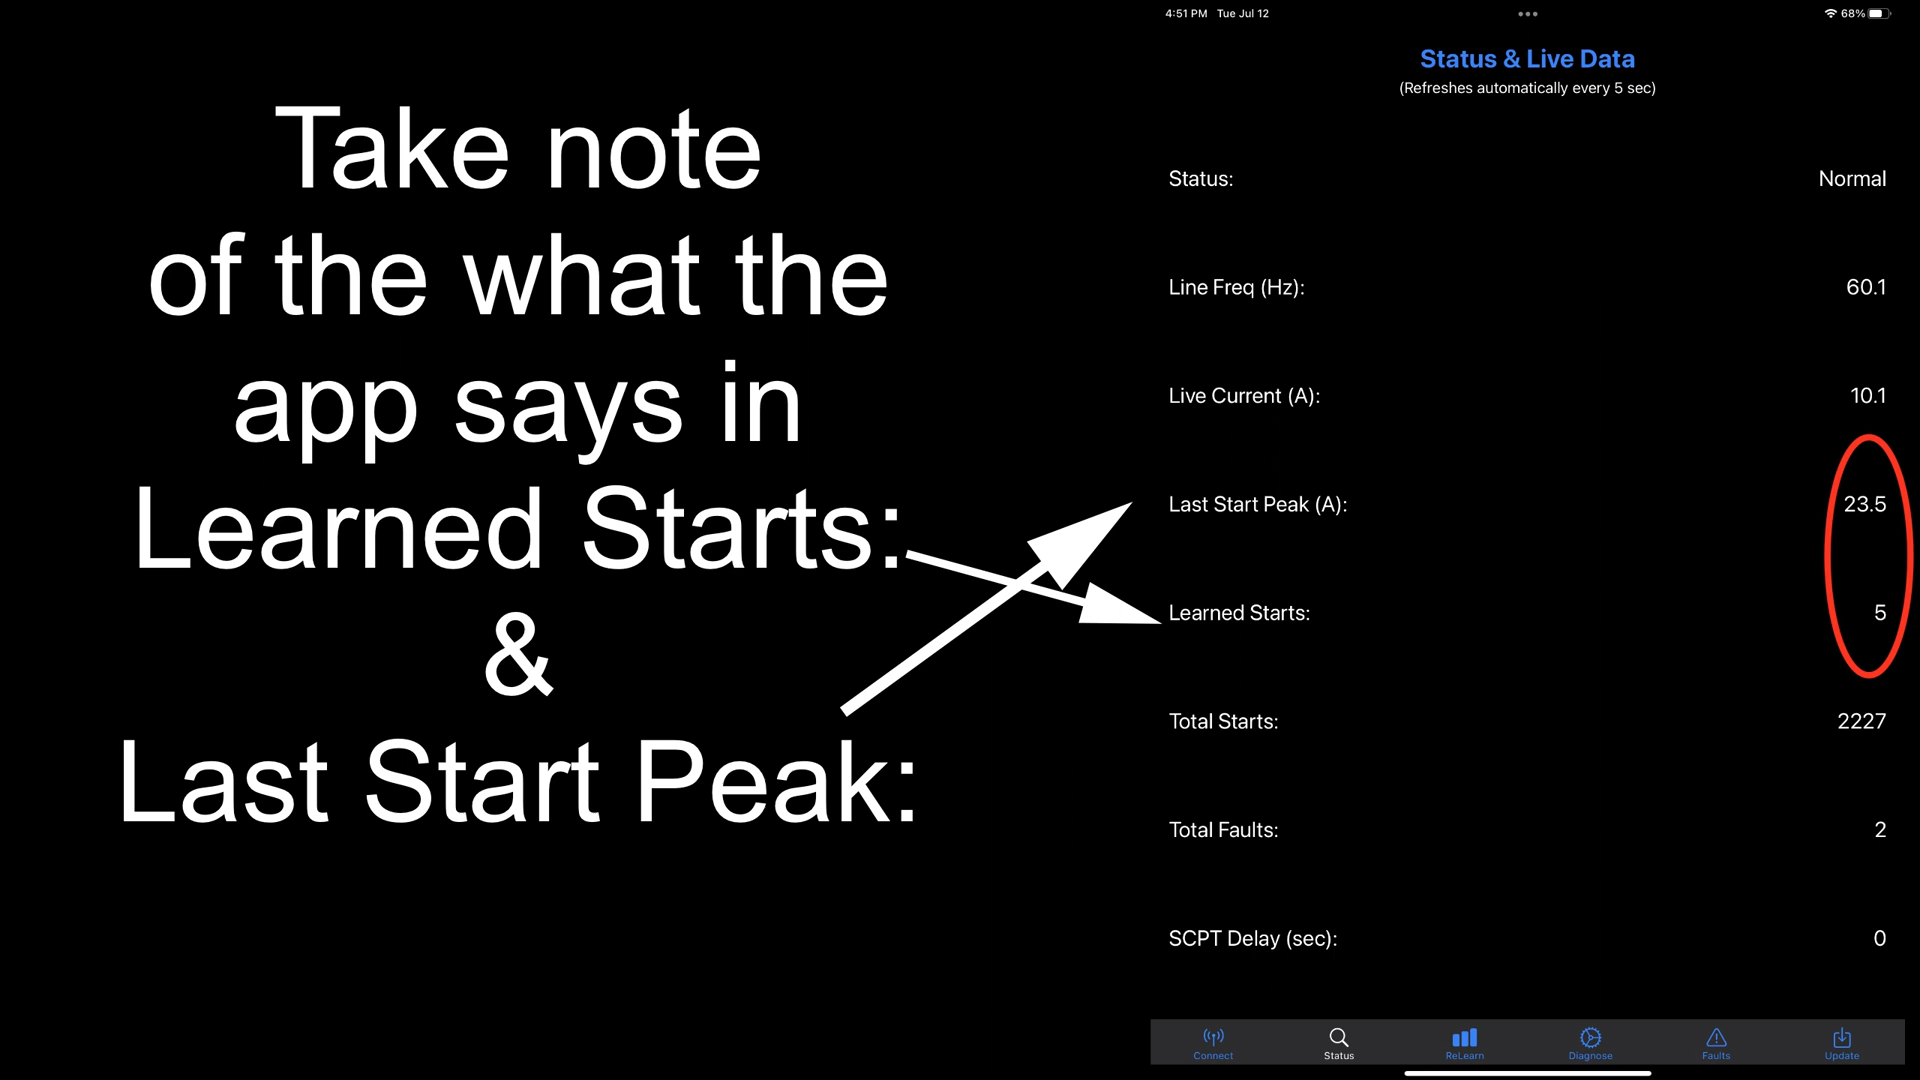 Take note
of the what the
app says in
Learned Starts:
&
Last Start Peak:
4:51 PM Tue Jul 12
68%
Status & Live Data
(Refreshes automatically every 5 sec)
Status: Normal
Line Freq (Hz): 60.1
Live Current (A): 10.1
Last Start Peak (A): 23.5
Learned Starts: 5
Total Starts: 2227
Total Faults: 2
SCPT Delay (sec): 0
Connect Status ReLearn Diagnose Faults Update